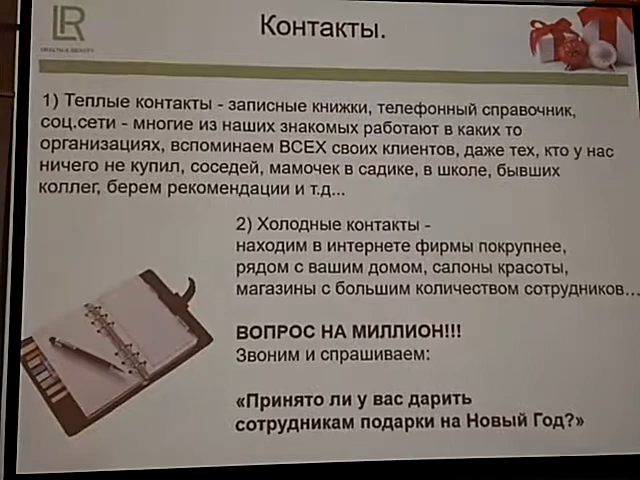 LR
HEALTH & BEAUTY
Контакты.
1) Теплые контакты - записные книжки, телефонный справочник,
соц.сети - многие из наших знакомых работают в каких то
организациях, вспоминаем ВСЕХ своих клиентов, даже тех, кто у нас
ничего не купил, соседей, мамочек в садике, в школе, бывших
коллег, берем рекомендации и т.д...
2) Холодные контакты -
находим в интернете фирмы покрупнее,
рядом с вашим домом, салоны красоты,
магазины с большим количеством сотрудников...
ВОПРОС НА МИЛЛИОН!!!
Звоним и спрашиваем:
«Принято ли у вас дарить
сотрудникам подарки на Новый Год?»